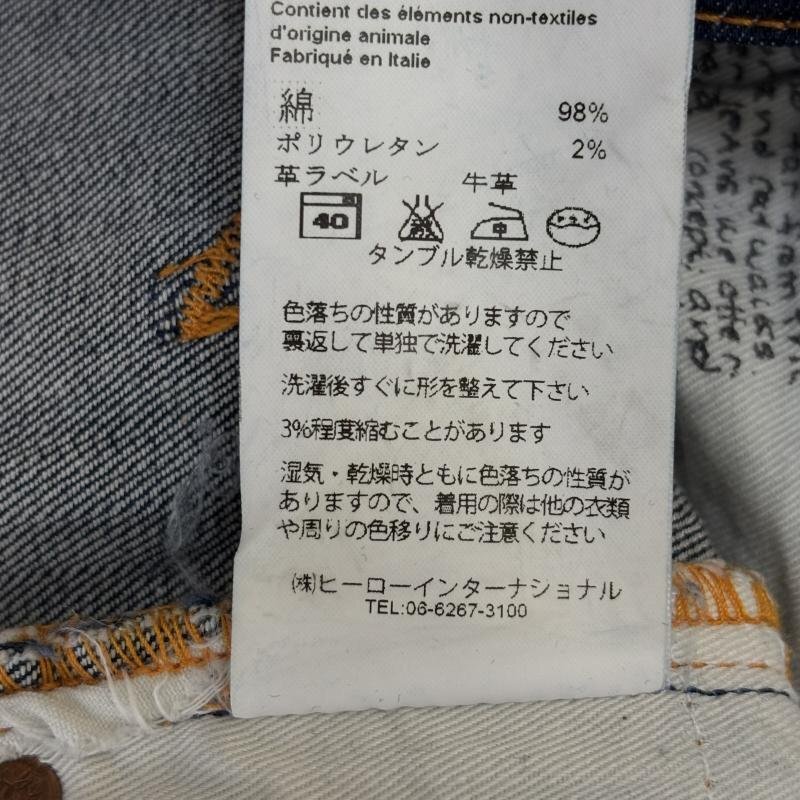 Contient des éléments non-textiles
d'origine animale
Fabriqué en Italie
綿 98%
ポリウレタン 2%
革ラベル 牛革
40 中
タンブル乾燥禁止
色落ちの性質がありますので
裏返して単独で洗濯してください
洗濯後すぐに形を整えて下さい
3%程度縮むことがあります
湿気・乾燥時ともに色落ちの性質が
ありますので、着用の際は他の衣類
や周りの色移りにご注意ください
㈱ヒーローインターナショナル
TEL:06-6267-3100